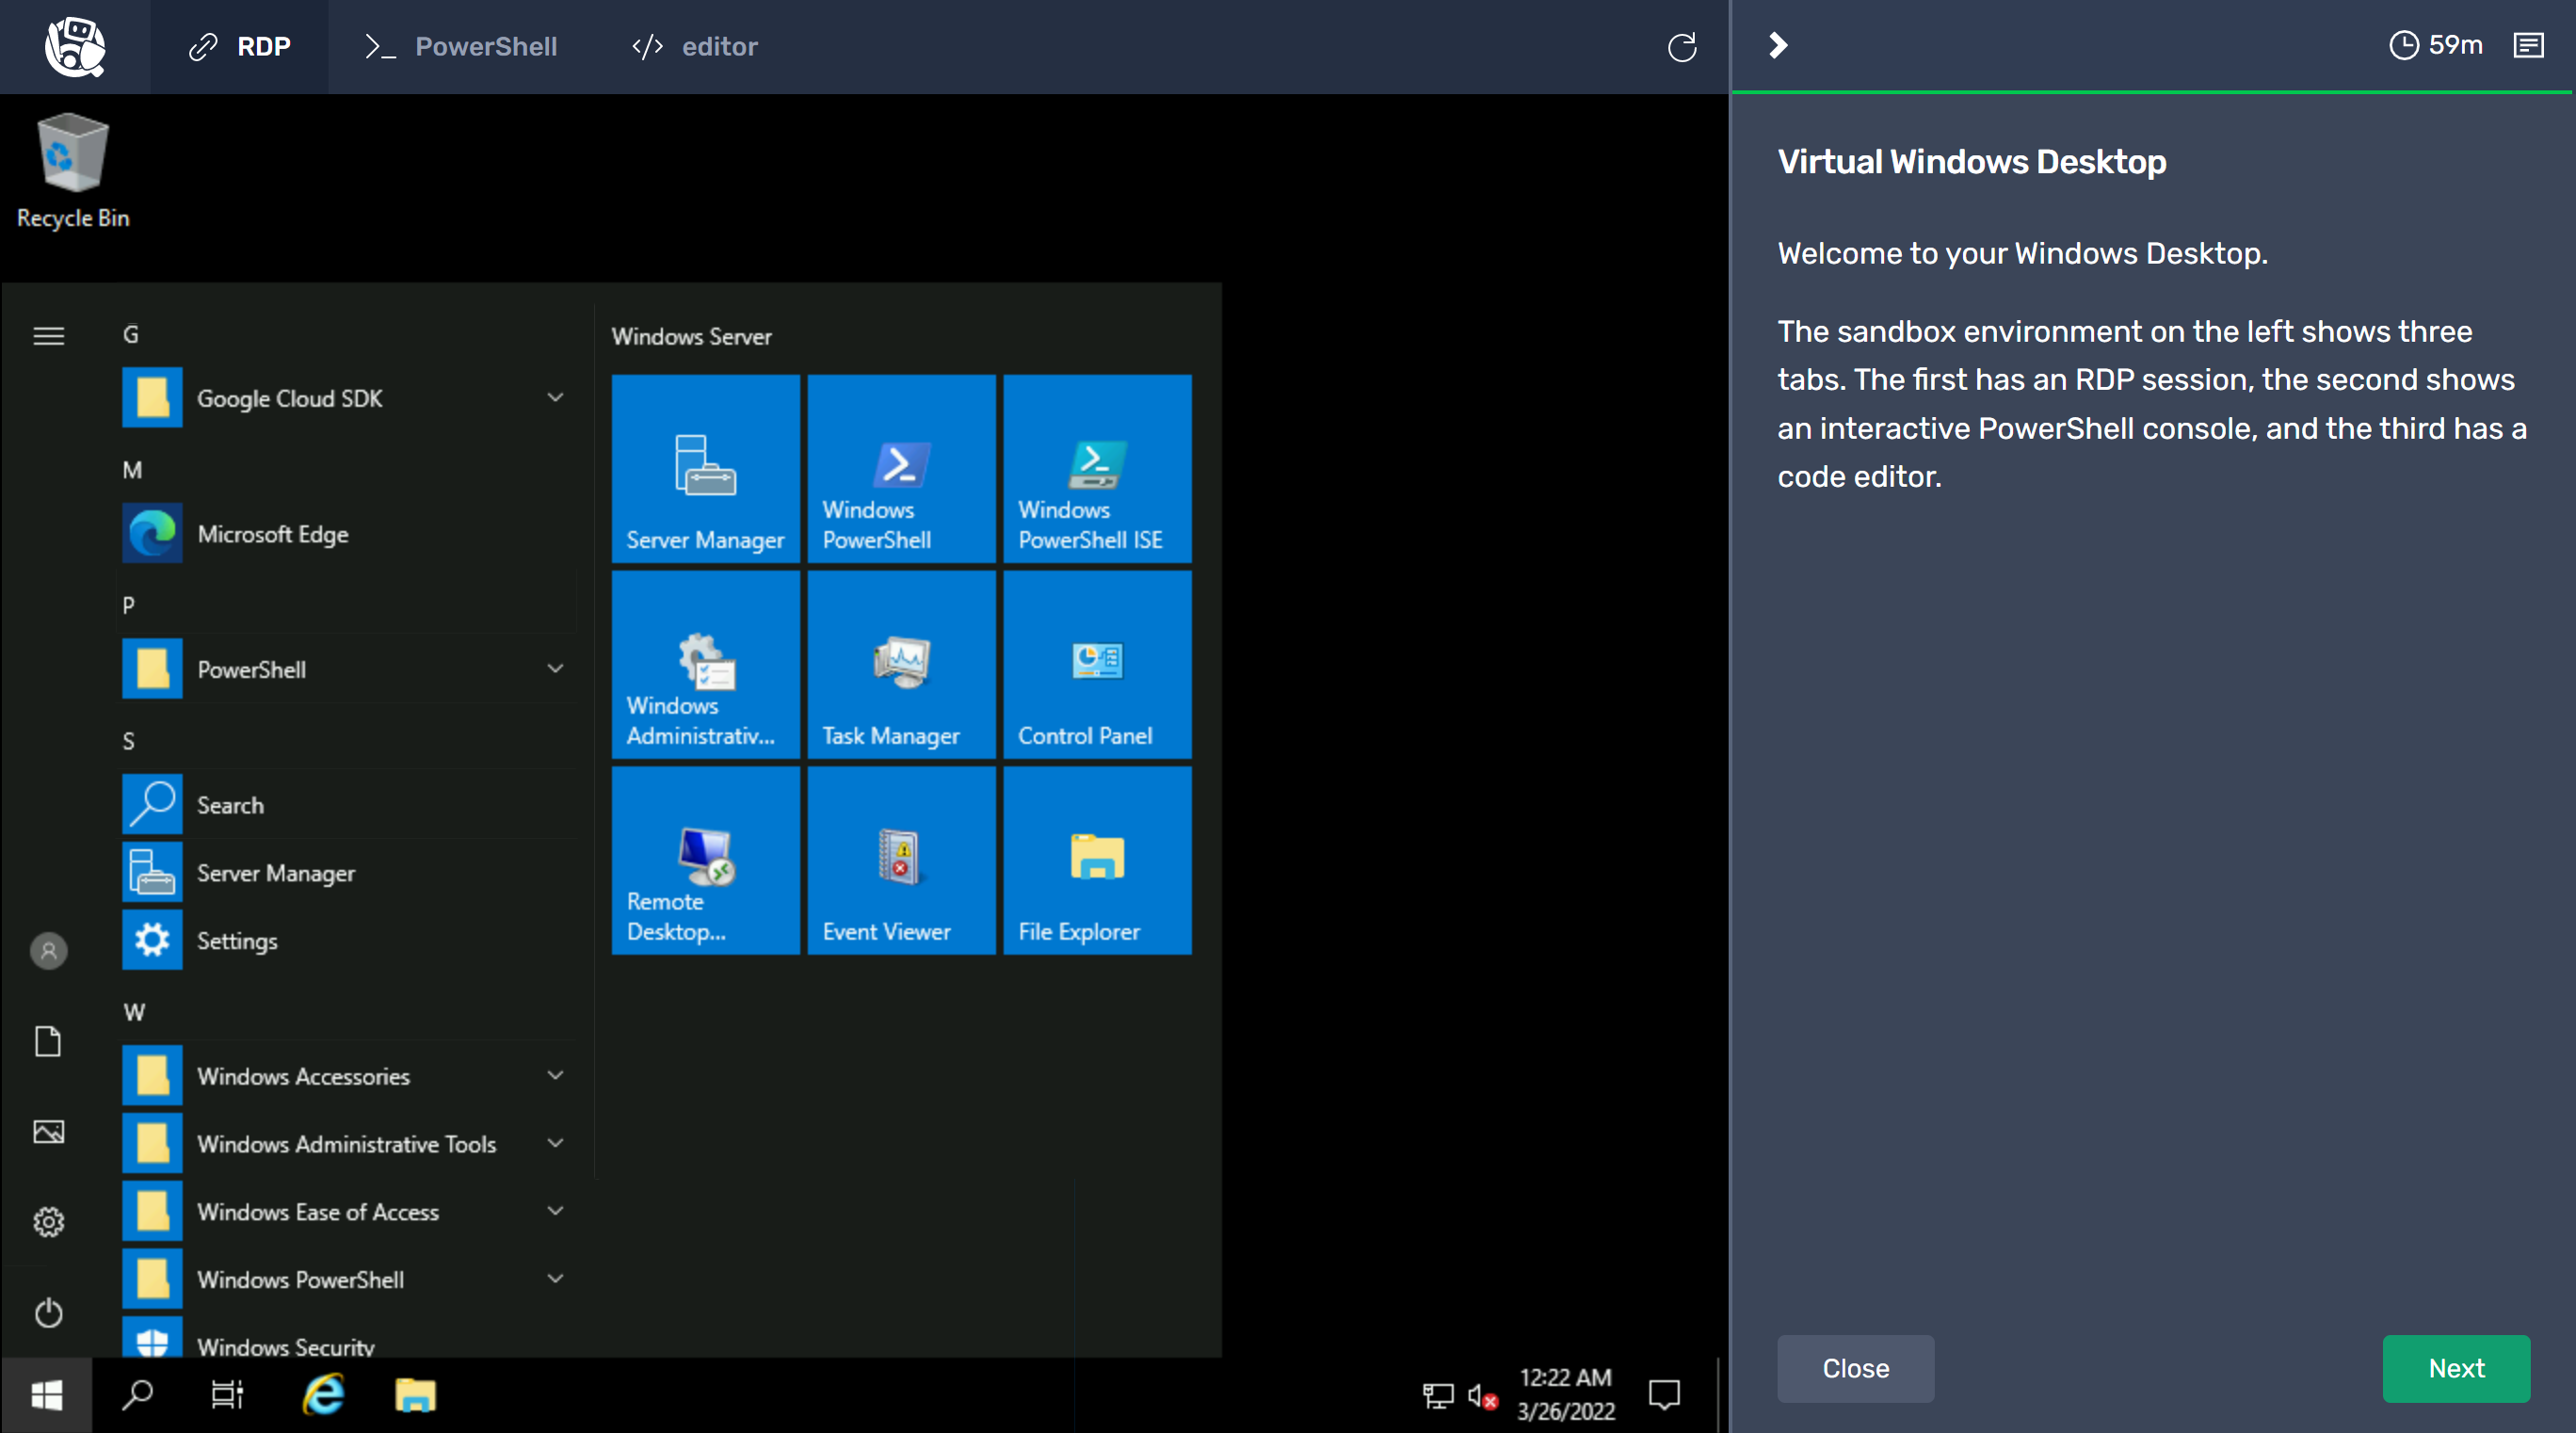 RDP
PowerShell
editor
59m
Recycle Bin
G
Google Cloud SDK
M
Microsoft Edge
P
PowerShell
S
Search
Server Manager
Settings
W
Windows Accessories
Windows Administrative Tools
Windows Ease of Access
Windows PowerShell
Windows Security
Windows Server
Server Manager
Windows
PowerShell
Windows
PowerShell ISE
Windows
Administrativ...
Task Manager
Control Panel
Remote
Desktop...
Event Viewer
File Explorer
12:22 AM
3/26/2022
Virtual Windows Desktop
Welcome to your Windows Desktop.
The sandbox environment on the left shows three
tabs. The first has an RDP session, the second shows
an interactive PowerShell console, and the third has a
code editor.
Close
Next